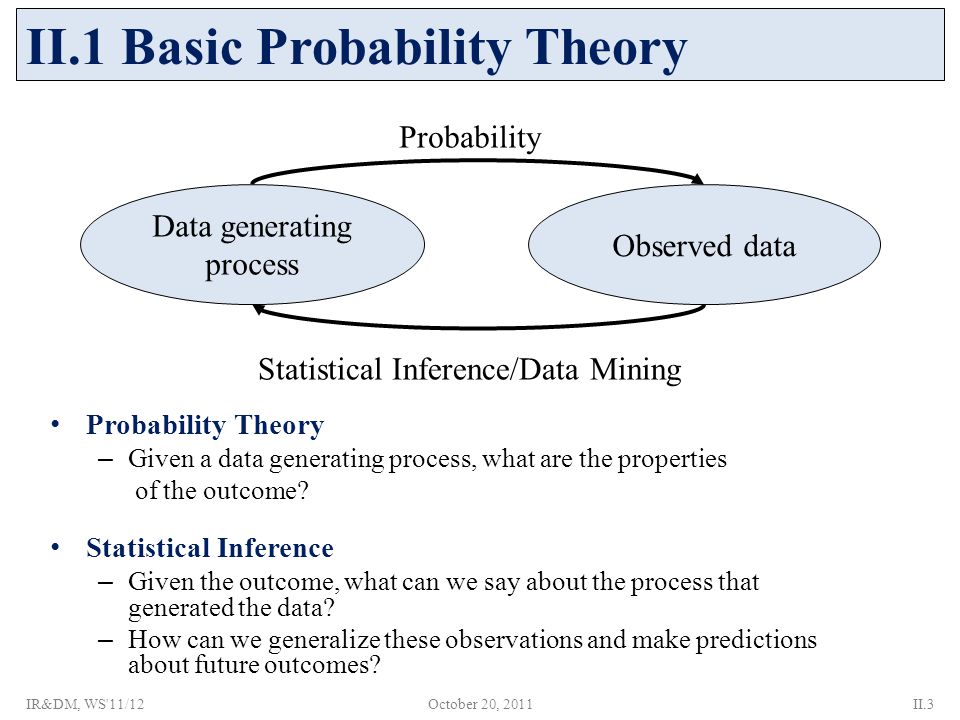 II.1 Basic Probability Theory
Probability
Data generating
process
Observed data
Statistical Inference/Data Mining
• Probability Theory
– Given a data generating process, what are the properties
of the outcome?
• Statistical Inference
– Given the outcome, what can we say about the process that
generated the data?
– How can we generalize these observations and make predictions
about future outcomes?
IR&DM, WS'11/12
October 20, 2011
II.3